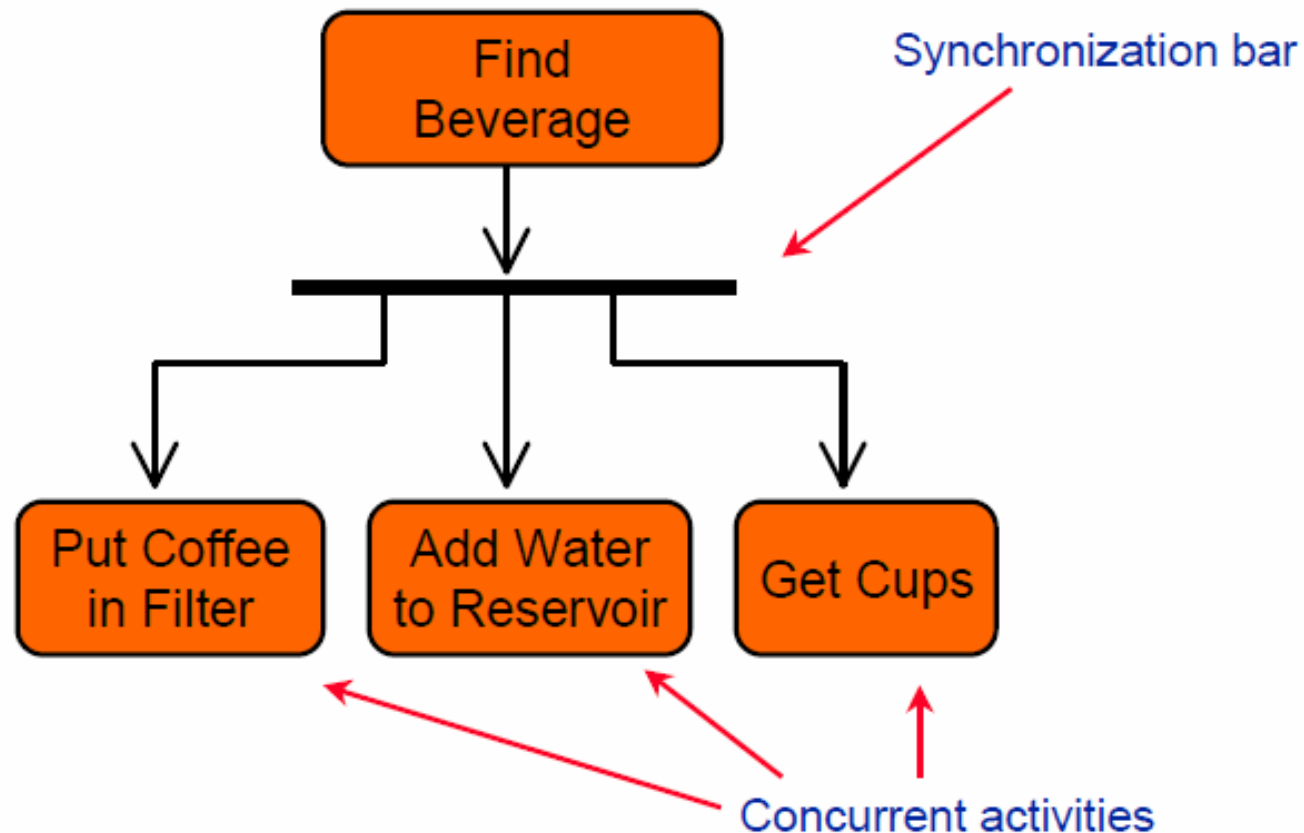 Find
Beverage
Synchronization bar
Put Coffee
in Filter
Add Water
to Reservoir
Get Cups
Concurrent activities